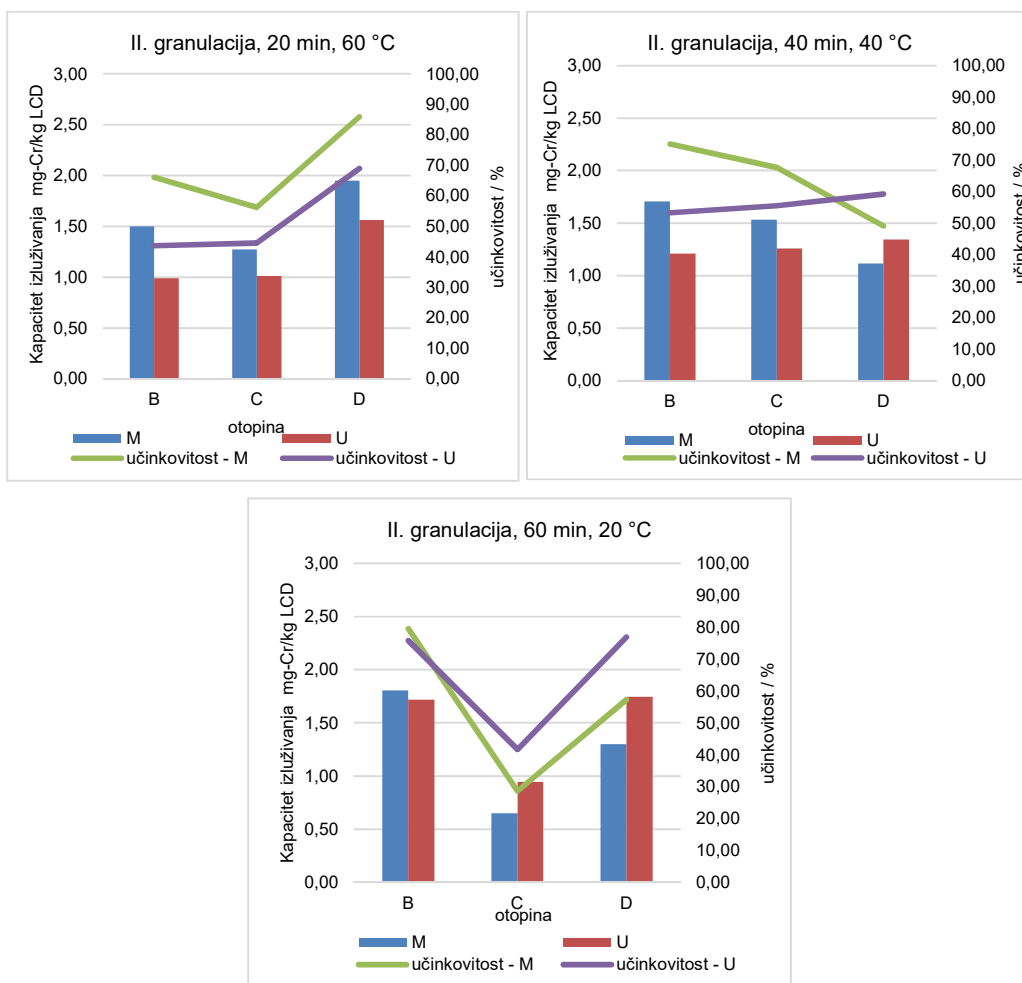 II. granulacija, 20 min, 60 °C
Kapacitet izluživanja mg-Cr/kg LCD
3,00
2,50
2,00
1,50
1,00
0,50
0,00
100,00
90,00
80,00
70,00
60,00
50,00
40,00
30,00
20,00
10,00
0,00
učinkovitost / %
B C D
otopina
M U
učinkovitost - M učinkovitost - U
II. granulacija, 40 min, 40 °C
Kapacitet izluživanja mg-Cr/kg LCD
3,00
2,50
2,00
1,50
1,00
0,50
0,00
100,00
90,00
80,00
70,00
60,00
50,00
40,00
30,00
20,00
10,00
0,00
učinkovitost / %
B C D
otopina
M U
učinkovitost - M učinkovitost - U
II. granulacija, 60 min, 20 °C
Kapacitet izluživanja mg-Cr/kg LCD
3,00
2,50
2,00
1,50
1,00
0,50
0,00
100,00
90,00
80,00
70,00
60,00
50,00
40,00
30,00
20,00
10,00
0,00
učinkovitost / %
B C D
otopina
M U
učinkovitost - M učinkovitost - U